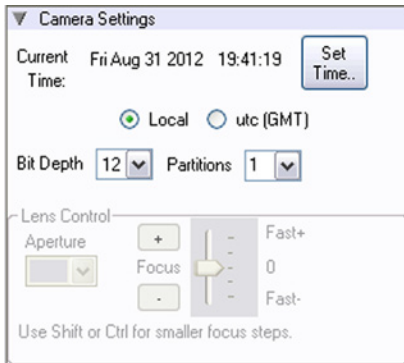 Camera Settings
Current Time: Fri Aug 31 2012 19:41:19 Set Time..
Local utc (GMT)
Bit Depth 12 Partitions 1
Lens Control
Aperture + Fast+
Focus 0
- Fast-
Use Shift or Ctrl for smaller focus steps.